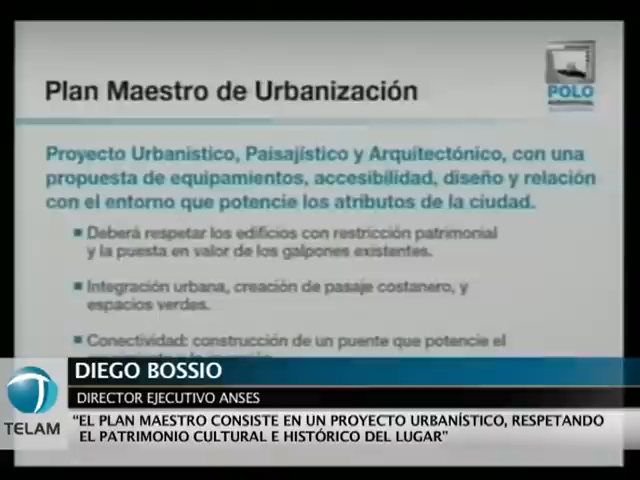 POLO
Plan Maestro de Urbanización
Proyecto Urbanistico, Paisajístico y Arquitectónico, con una
propuesta de equipamientos, accesibilidad, diseño y relación
con el entorno que potencie los atributos de la ciudad.
Deberá respetar los edificios con restricción patrimonial
y la puesta en valor de los galpones existentes.
Integración urbana, creación de pasaje costanero, y
espacios verdes.
Conectividad: construcción de un puente que potencie el
DIEGO BOSSIO
DIRECTOR EJECUTIVO ANSES
TELAM
"EL PLAN MAESTRO CONSISTE EN UN PROYECTO URBANÍSTICO, RESPETANDO
EL PATRIMONIO CULTURAL E HISTÓRICO DEL LUGAR"